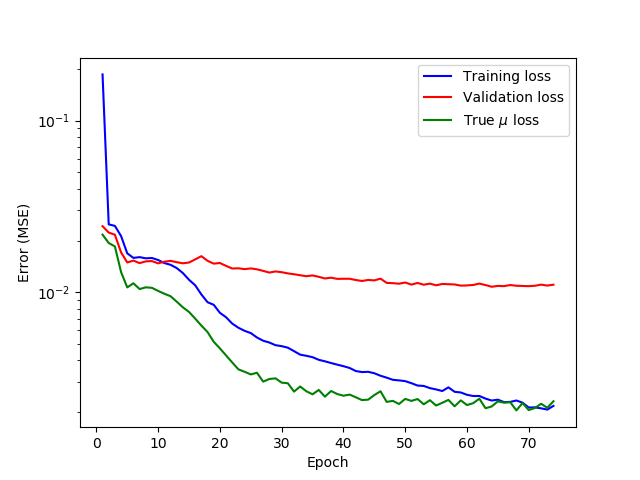 Training loss
Validation loss
True μ loss
10⁻¹
10⁻²
Error (MSE)
0 10 20 30 40 50 60 70
Epoch